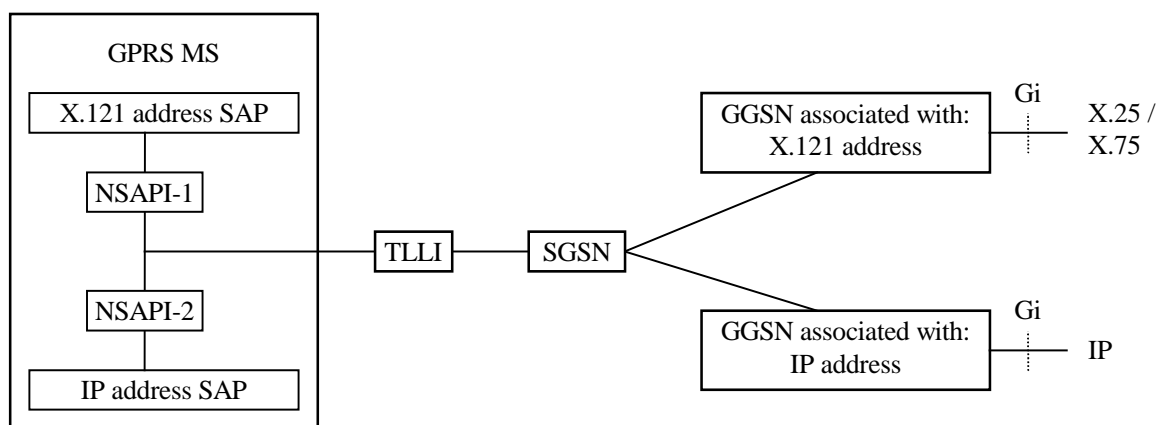 GPRS MS
X.121 address SAP
NSAPI-1
NSAPI-2
IP address SAP
TLLI
SGSN
GGSN associated with:
X.121 address
Gi
X.25 /
X.75
GGSN associated with:
IP address
Gi
IP